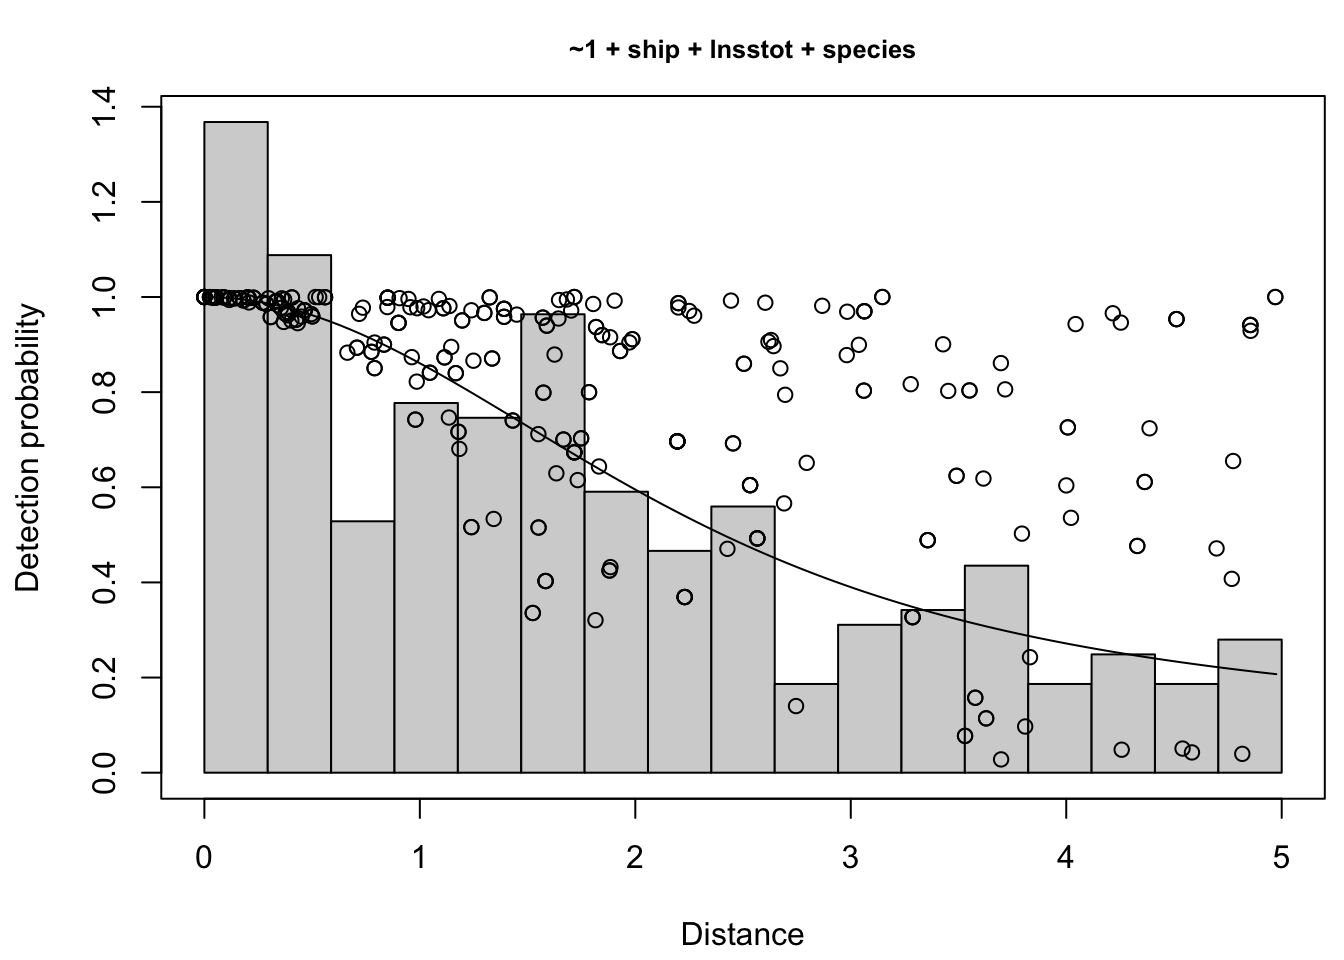 ~1 + ship + lnsstot + species
Detection probability
1.4
1.2
1.0
0.8
0.6
0.4
0.2
0.0
0 1 2 3 4 5
Distance